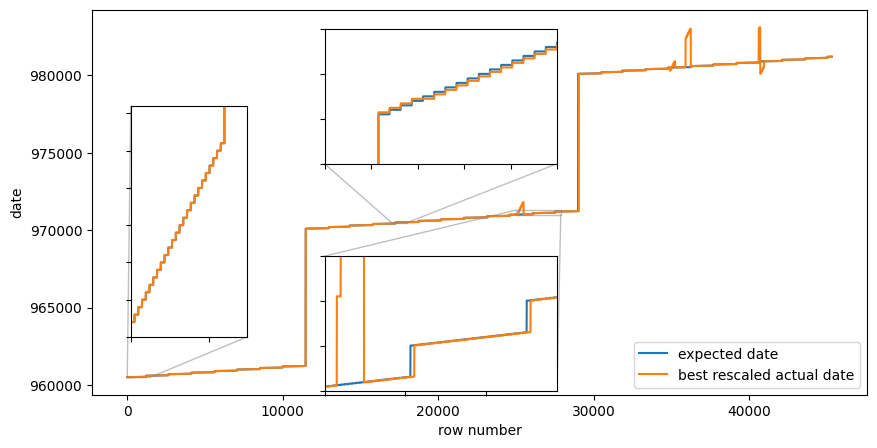 980000
975000
970000
965000
960000
date
0
10000
20000
30000
40000
row number
expected date
best rescaled actual date